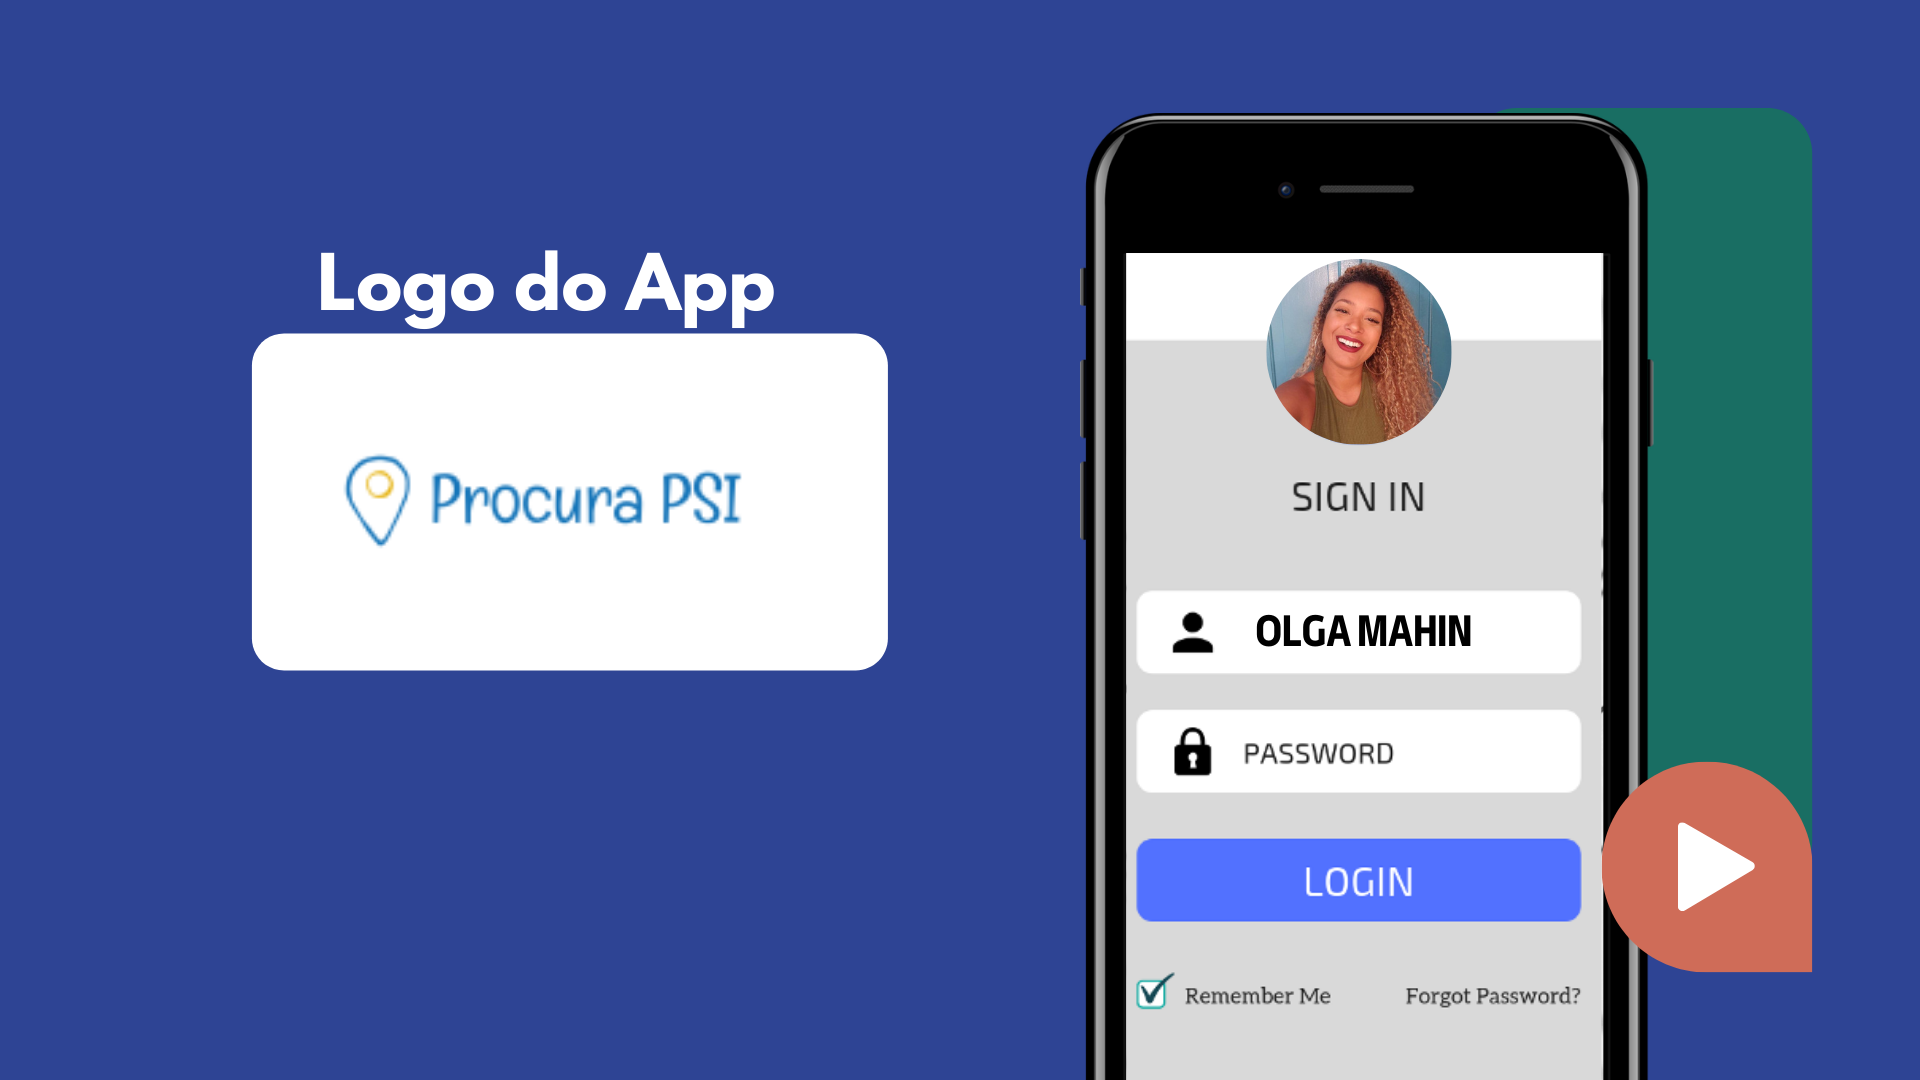 Logo do App
Procura PSI
SIGN IN
OLGA MAHIN
PASSWORD
LOGIN
Remember Me
Forgot Password?